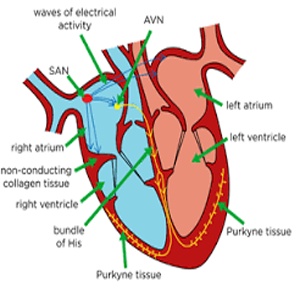 waves of electrical
activity
AVN
SAN
left atrium
left ventricle
right atrium
non-conducting
collagen tissue
right ventricle
bundle
of His
Purkyne tissue
Purkyne tissue